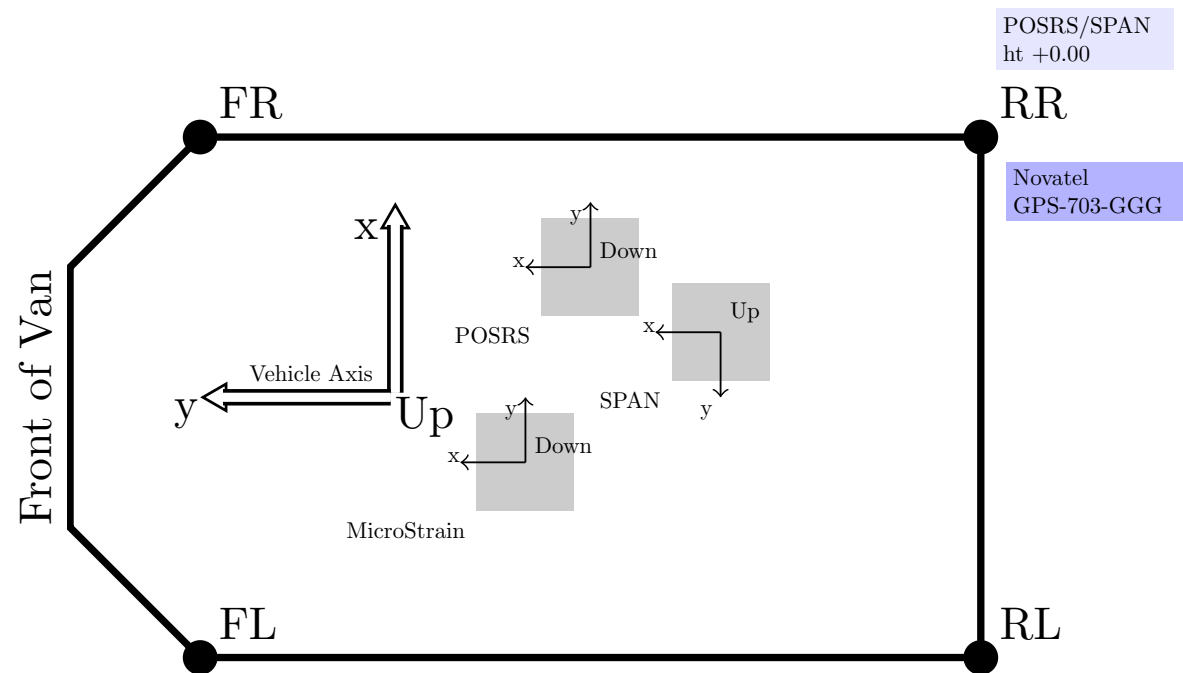 POSRS/SPAN
ht +0.00
FR
RR
Novatel
GPS-703-GGG
x
y
Down
x
Up
x
POSRS
Vehicle Axis
y
Up
SPAN
y
y
Down
x
MicroStrain
Front of Van
FL
RL